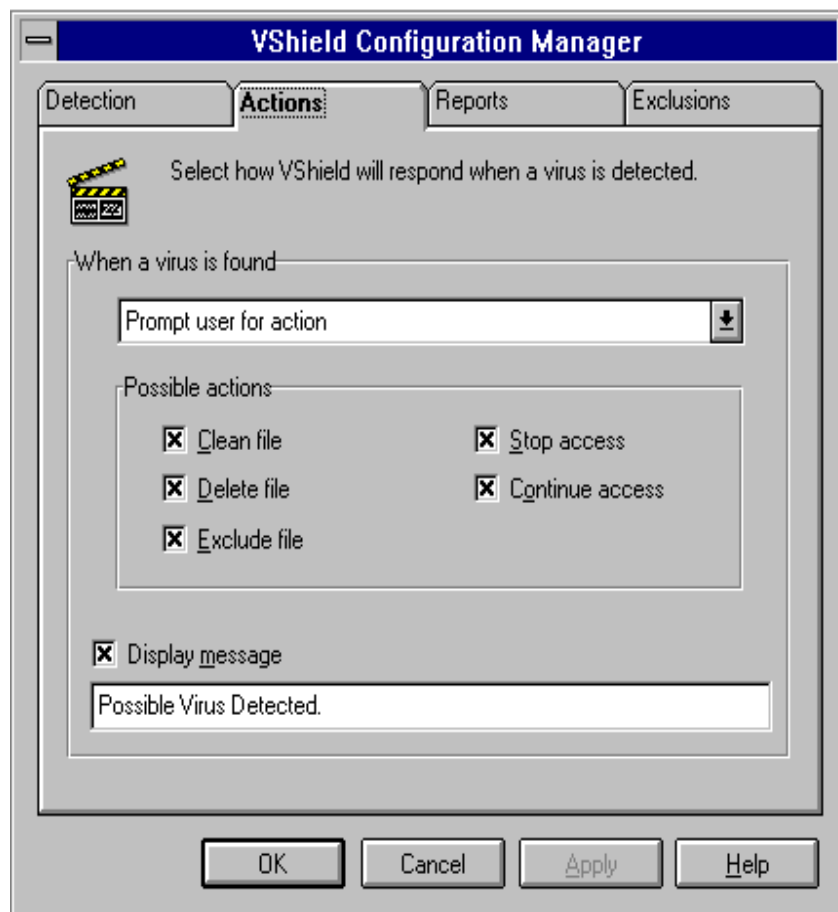 VShield Configuration Manager
Detection Actions Reports Exclusions
Select how VShield will respond when a virus is detected.
When a virus is found
Prompt user for action
Possible actions
Clean file Stop access
Delete file Continue access
Exclude file
Display message
Possible Virus Detected.
OK Cancel Apply Help